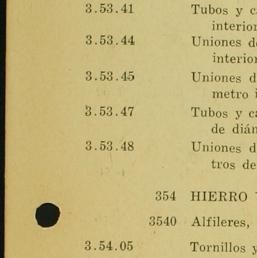 3.53.41 Tubos y
interior
3.53.44 Uniones
interior
3.53.45 Uniones
metro
3.53.47 Tubos y
de
3.53.48 Uniones
tros de
354 HIERRO
3540 Alfileres,
3.54.05 Tornillos y